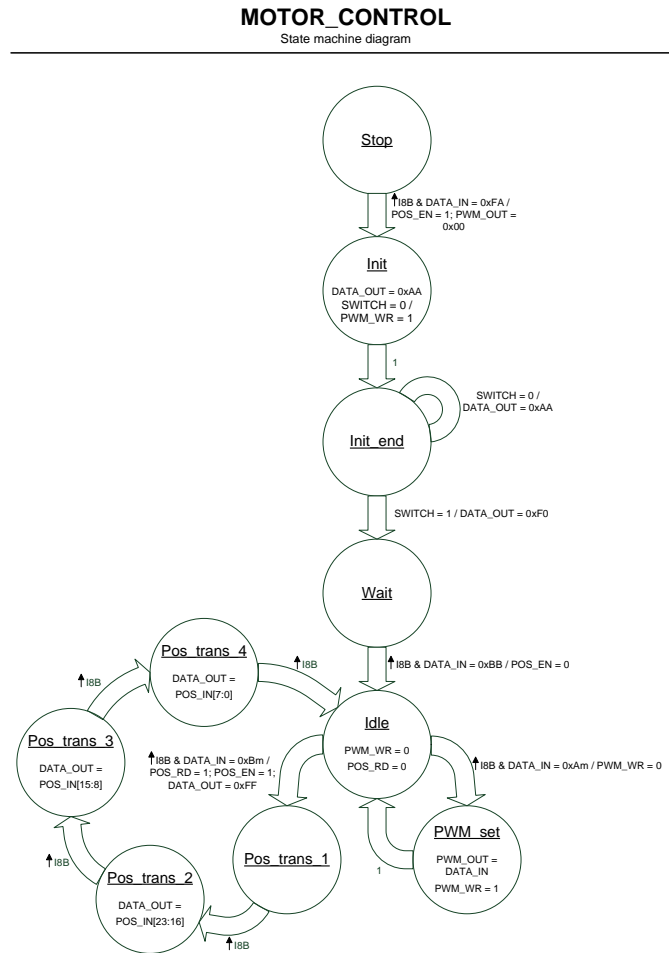 MOTOR_CONTROL
State machine diagram
Stop
I8B & DATA_IN = 0xFA /
POS_EN = 1; PWM_OUT =
0x00
Init
DATA_OUT = 0xAA
SWITCH = 0 /
PWM_WR = 1
1
SWITCH = 0 /
DATA_OUT = 0xAA
Init_end
SWITCH = 1 / DATA_OUT = 0xF0
Wait
I8B & DATA_IN = 0xBB / POS_EN = 0
Pos_trans_4
DATA_OUT =
POS_IN[7:0]
I8B
I8B
Idle
PWM_WR = 0
POS_RD = 0
Pos_trans_3
DATA_OUT =
POS_IN[15:8]
I8B & DATA_IN = 0xBm /
POS_RD = 1; POS_EN = 1;
DATA_OUT = 0xFF
I8B & DATA_IN = 0xAm / PWM_WR = 0
PWM_set
PWM_OUT =
DATA_IN
PWM_WR = 1
1
Pos_trans_1
I8B
Pos_trans_2
DATA_OUT =
POS_IN[23:16]
I8B